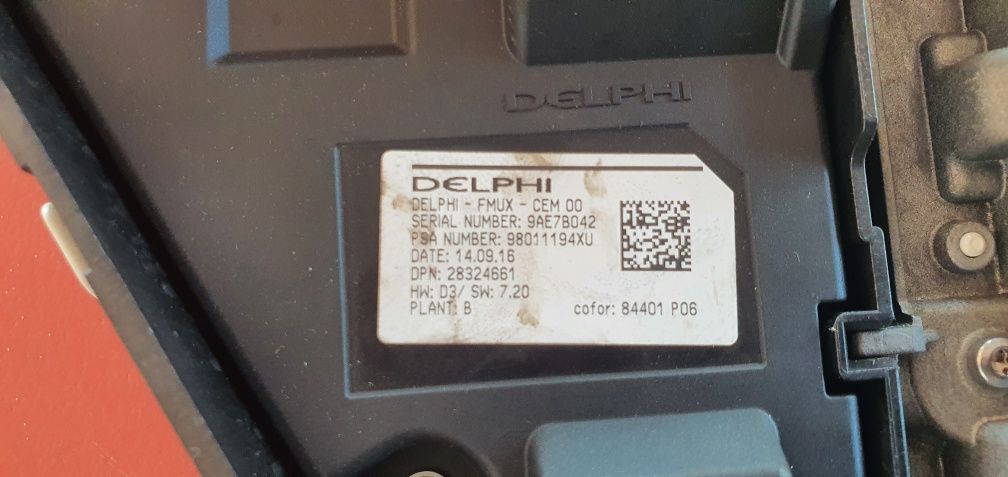 DELPHI
DELPHI
DELPHI - FMUX - CEM 00
SERIAL NUMBER: 9AE7B042
PSA NUMBER: 98011194XU
DATE: 14.09.16
DPN: 28324661
HW: D3/ SW: 7.20
PLANT: B
cofor: 84401 P06